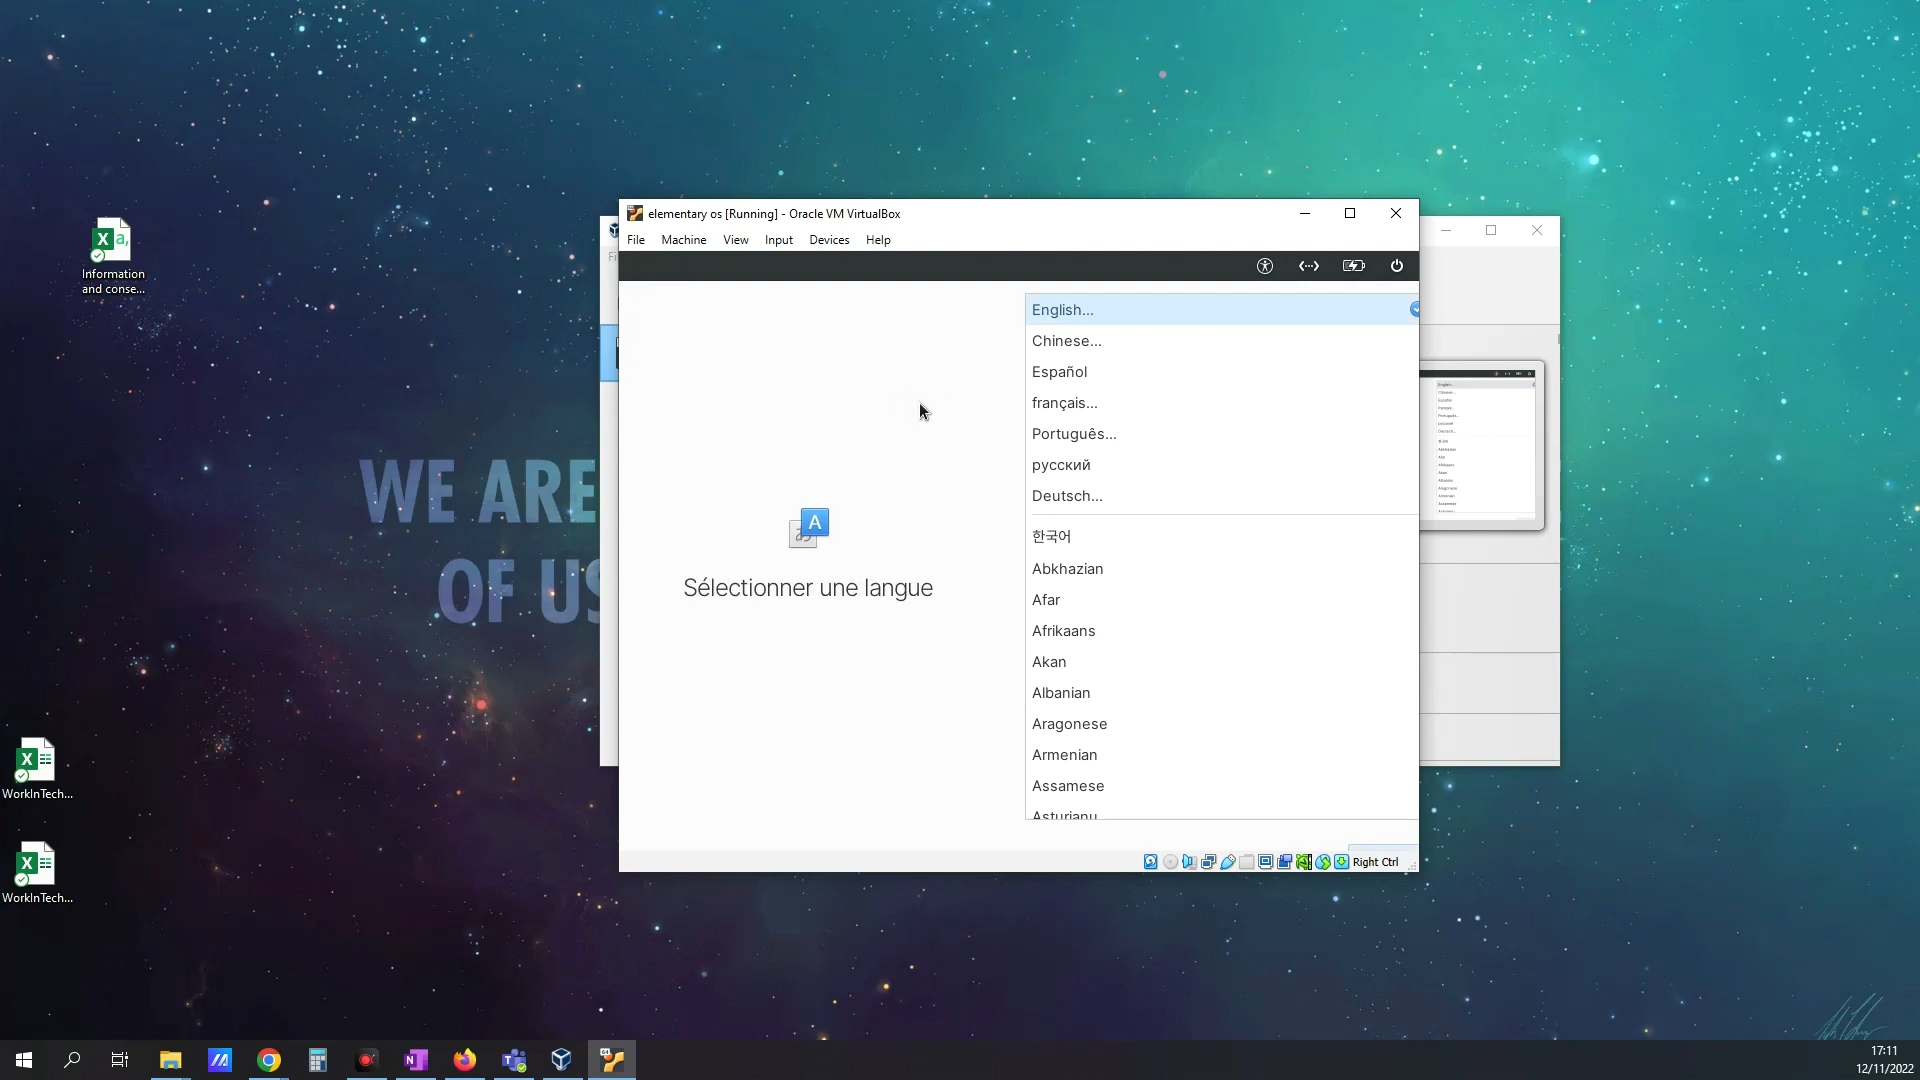 Information
and conse...
WorkInTech...
WorkInTech...
WE ARE
OF US
elementary os [Running] - Oracle VM VirtualBox
File Machine View Input Devices Help
Sélectionner une langue
English...
Chinese...
Español
français...
Português...
русский
Deutsch...
한국어
Abkhazian
Afar
Afrikaans
Akan
Albanian
Aragonese
Armenian
Assamese
Asturianu
Right Ctrl
17:11
12/11/2022